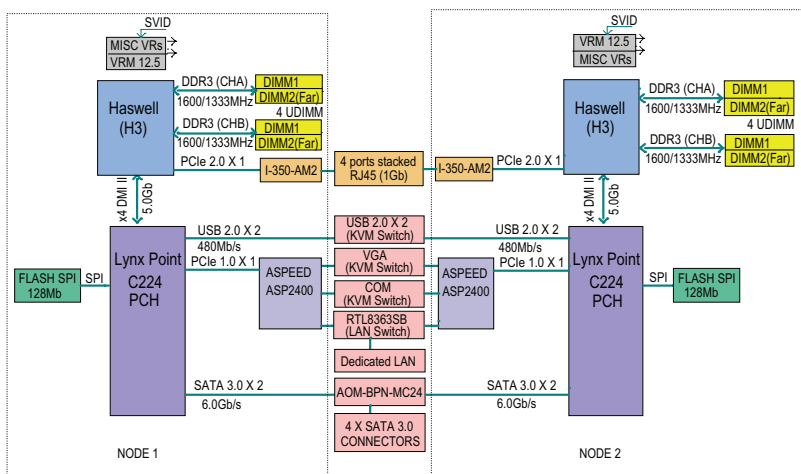 SVID
MISC VRs
VRM 12.5
Haswell
(H3)
DDR3 (CHA)
1600/1333MHz
DIMM1
DIMM2(Far)
4 UDIMM
DDR3 (CHB)
1600/1333MHz
DIMM1
DIMM2(Far)
PCIe 2.0 X 1
I-350-AM2
4 ports stacked
RJ45 (1Gb)
I-350-AM2
PCIe 2.0 X 1
SVID
VRM 12.5
MISC VRs
Haswell
(H3)
DDR3 (CHA)
1600/1333MHz
DIMM1
DIMM2(Far)
4 UDIMM
DDR3 (CHB)
1600/1333MHz
DIMM1
DIMM2(Far)
x4 DMI II
5.0Gb
x4 DMI II
5.0Gb
Lynx Point
C224
PCH
FLASH SPI
128Mb
SPI
USB 2.0 X 2
480Mb/s
PCIe 1.0 X 1
ASPEED
ASP2400
USB 2.0 X 2
(KVM Switch)
VGA
(KVM Switch)
COM
(KVM Switch)
RTL8363SB
(LAN Switch)
Dedicated LAN
ASPEED
ASP2400
USB 2.0 X 2
480Mb/s
PCIe 1.0 X 1
Lynx Point
C224
PCH
SPI
FLASH SPI
128Mb
SATA 3.0 X 2
6.0Gb/s
AOM-BPN-MC24
SATA 3.0 X 2
6.0Gb/s
4 X SATA 3.0
CONNECTORS
NODE 1
NODE 2